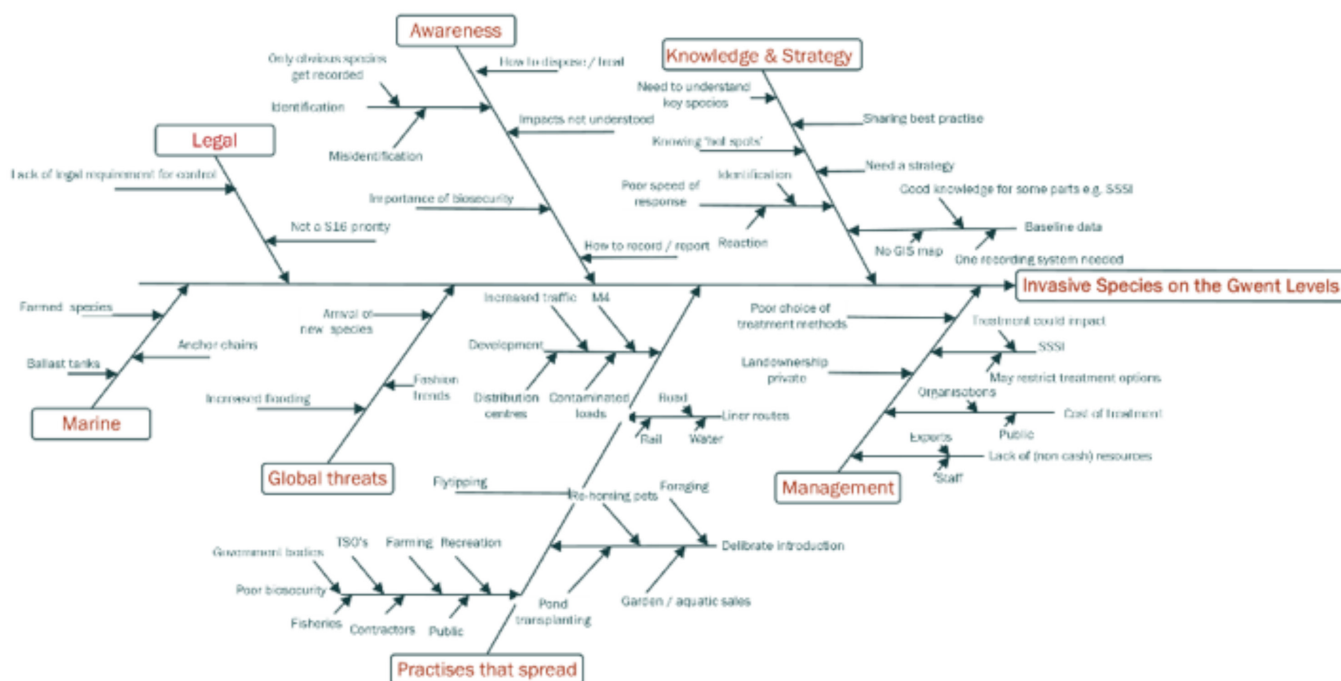 Awareness
Only obvious species
get recorded
How to dispose / treat
Identification
Impacts not understood
Misidentification
Importance of biosecurity
How to record / report
Knowledge & Strategy
Need to understand
key species
Sharing best practise
Knowing 'hot spots'
Need a strategy
Identification
Poor speed of
response
Good knowledge for some parts e.g. SSSI
Reaction
No GIS map
Baseline data
One recording system needed
Legal
Lack of legal requirement for control
Not a S16 priority
Invasive Species on the Gwent Levels
Farmed species
Anchor chains
Ballast tanks
Marine
Arrival of
new species
Fashion
trends
Increased flooding
Global threats
Increased traffic
M4
Development
Distribution
centres
Contaminated
loads
Road
Liner routes
Rail
Water
Flytipping
Re-homing pets
Foraging
Delibrate introduction
Pond
transplanting
Garden / aquatic sales
Government bodies
TSO's
Farming
Recreation
Poor biosecurity
Fisheries
Contractors
Public
Practises that spread
Poor choice of
treatment methods
Treatment could impact
SSSI
Landownership
private
May restrict treatment options
Organisations
Cost of treatment
Public
Experts
Lack of (non cash) resources
Staff
Management